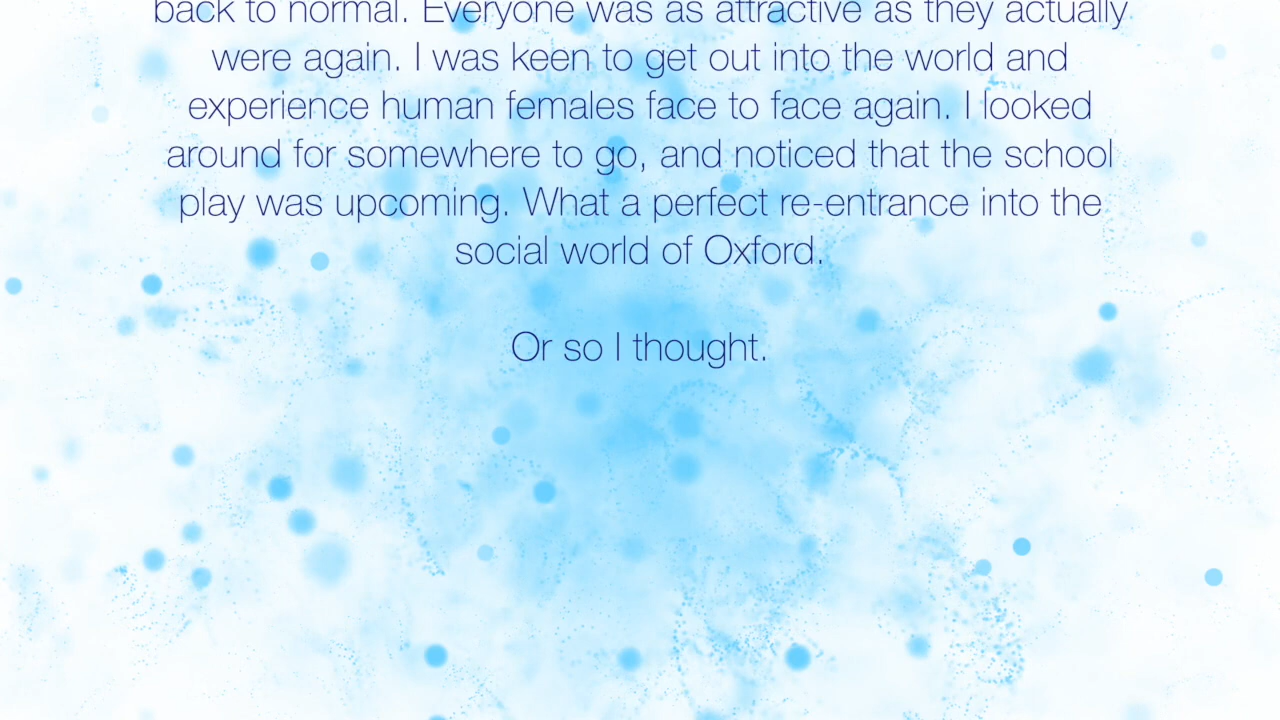 back to normal. Everyone was as attractive as they actually
were again. I was keen to get out into the world and
experience human females face to face again. I looked
around for somewhere to go, and noticed that the school
play was upcoming. What a perfect re-entrance into the
social world of Oxford.
Or so I thought.